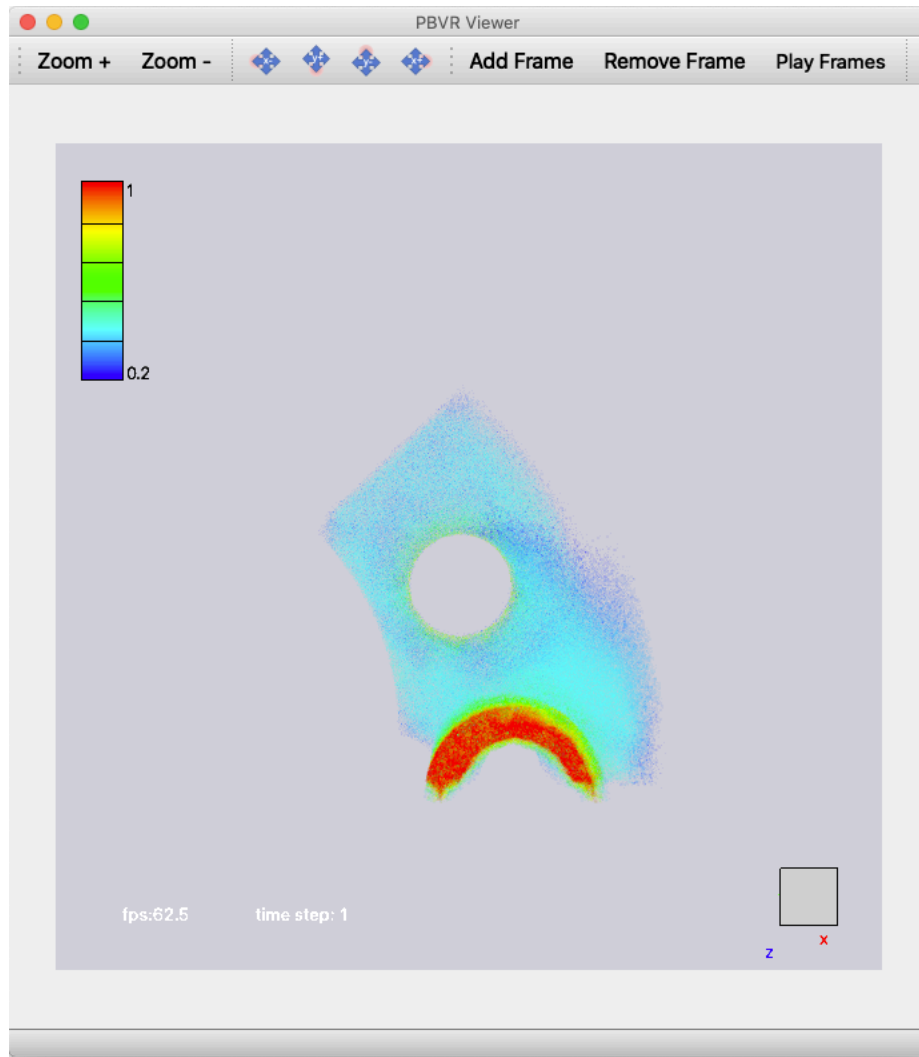 PBVR Viewer
Zoom + Zoom - x- y+ y- x+ Add Frame Remove Frame Play Frames
1
0.2
fps:62.5 time step: 1
x
z